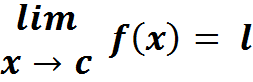 lim f(x) = l
x → c